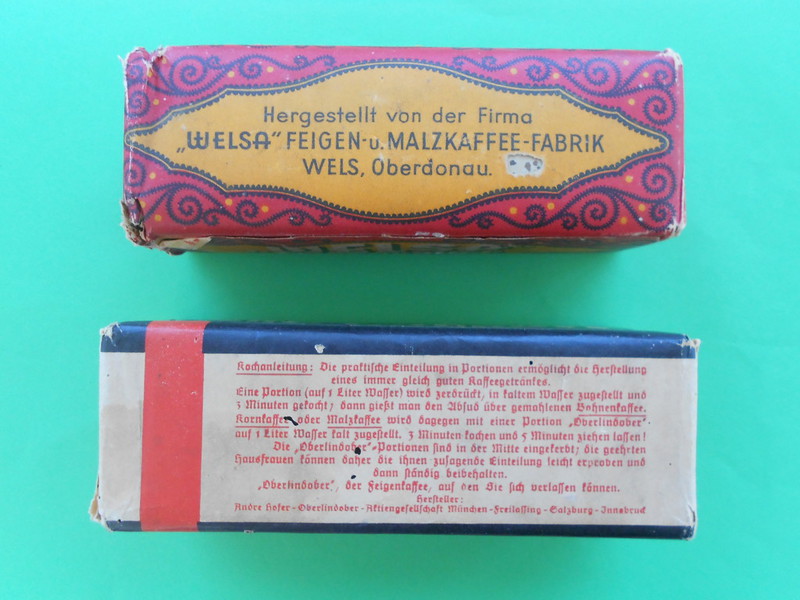 Hergestellt von der Firma
„WELSA" FEIGEN-u. MALZKAFFEE-FABRIK
WELS, Oberdonau.
Kochanleitung: Die praktische Einteilung in Portionen ermöglicht die Herstellung
eines immer gleich guten Kaffeegetränkes.
Eine Portion (auf 1 Liter Wasser) wird zerdrückt, in kaltem Wasser zugestellt und
3 Minuten gekocht; dann gießt man den Absud über gemahlenen Bohnenkaffee.
Kornkaffee oder Malzkaffee wird dagegen mit einer Portion „Oberlindober"
auf 1 Liter Wasser kalt zugestellt. 3 Minuten kochen und 5 Minuten ziehen lassen!
Die „Oberlindober"-Portionen sind in der Mitte eingekerbt; die geehrten
Hausfrauen können daher die ihnen zusagende Einteilung leicht erproben und
dann ständig beibehalten.
„Oberlindober", der Feigenkaffee, auf den Sie sich verlassen können.
Hersteller:
Andre Hofer-Oberlindober-Aktiengesellschaft München-Freilassing-Salzburg-Innsbruck